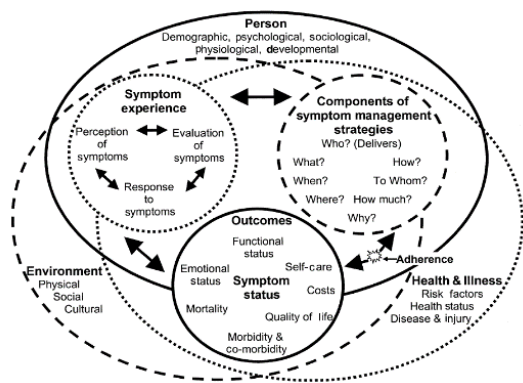 Person
Demographic, psychological, sociological,
physiological, developmental
Symptom
experience
Perception
of symptoms
Evaluation
of symptoms
Response
to
symptoms
Components of
symptom management
strategies
Who? (Delivers)
What?
How?
When?
To Whom?
Where?
How much?
Why?
Outcomes
Functional
status
Emotional
status
Self-care
Symptom
status
Costs
Mortality
Quality of life
Morbidity &
co-morbidity
Adherence
Environment
Physical
Social
Cultural
Health & Illness
Risk factors
Health status
Disease & injury